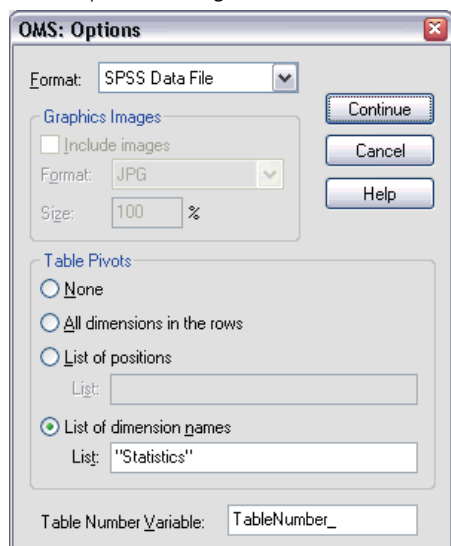 OMS: Options
Format: SPSS Data File
Continue
Graphics Images
Include images
Cancel
Format: JPG
Help
Size: 100 %
Table Pivots
None
All dimensions in the rows
List of positions
List:
List of dimension names
List: "Statistics"
Table Number Variable: TableNumber_